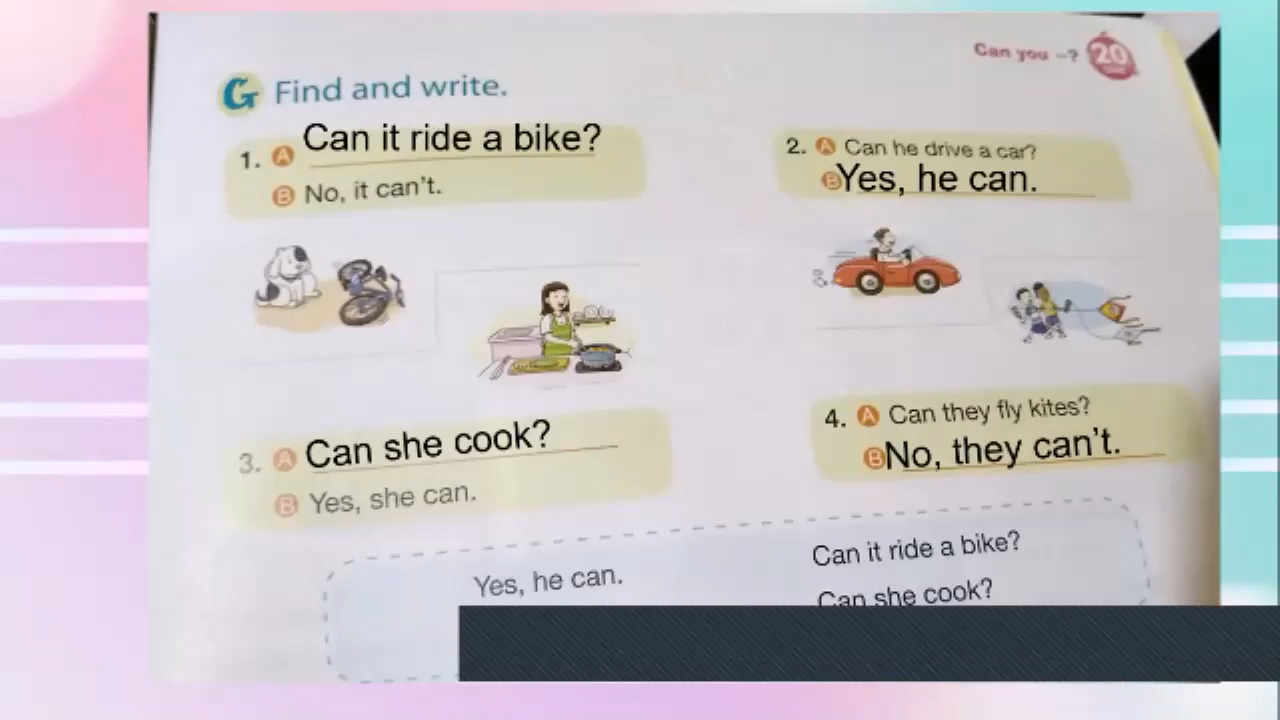 Can you -?
20
G Find and write.
1. A Can it ride a bike?
B No, it can't.
2. A Can he drive a car?
B Yes, he can.
3. A Can she cook?
B Yes, she can.
4. A Can they fly kites?
B No, they can't.
Yes, he can.
Can it ride a bike?
Can she cook?